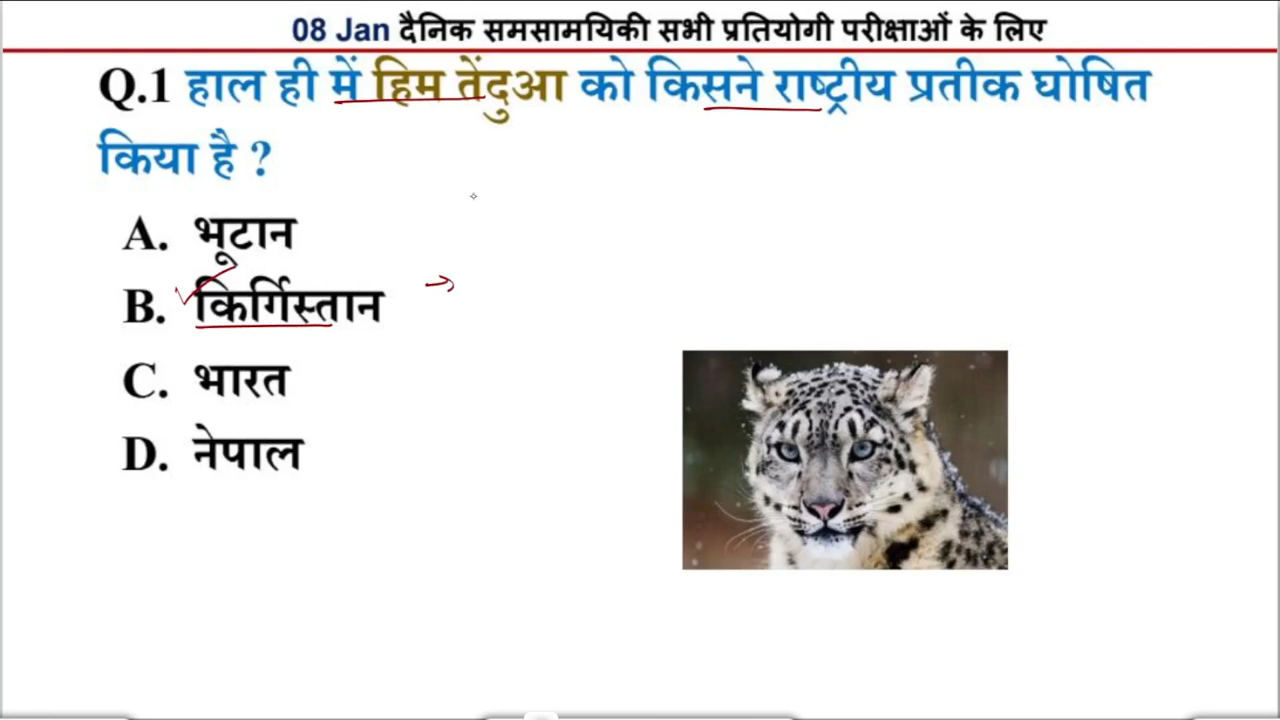 08 Jan दैनिक समसामयिकी सभी प्रतियोगी परीक्षाओं के लिए
Q.1 हाल ही में हिम तेंदुआ को किसने राष्ट्रीय प्रतीक घोषित
किया है ?
A. भूटान
B. किर्गिस्तान
C. भारत
D. नेपाल